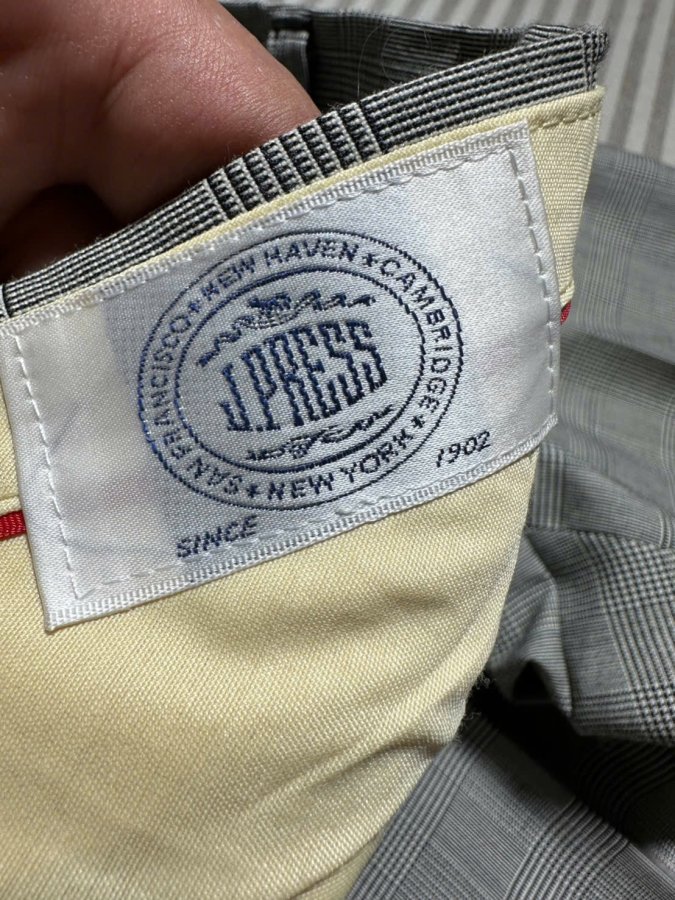 ★ NEW HAVEN ★ CAMBRIDGE ★ NEW YORK ★ SAN FRANCISCO
J.PRESS
SINCE 1902